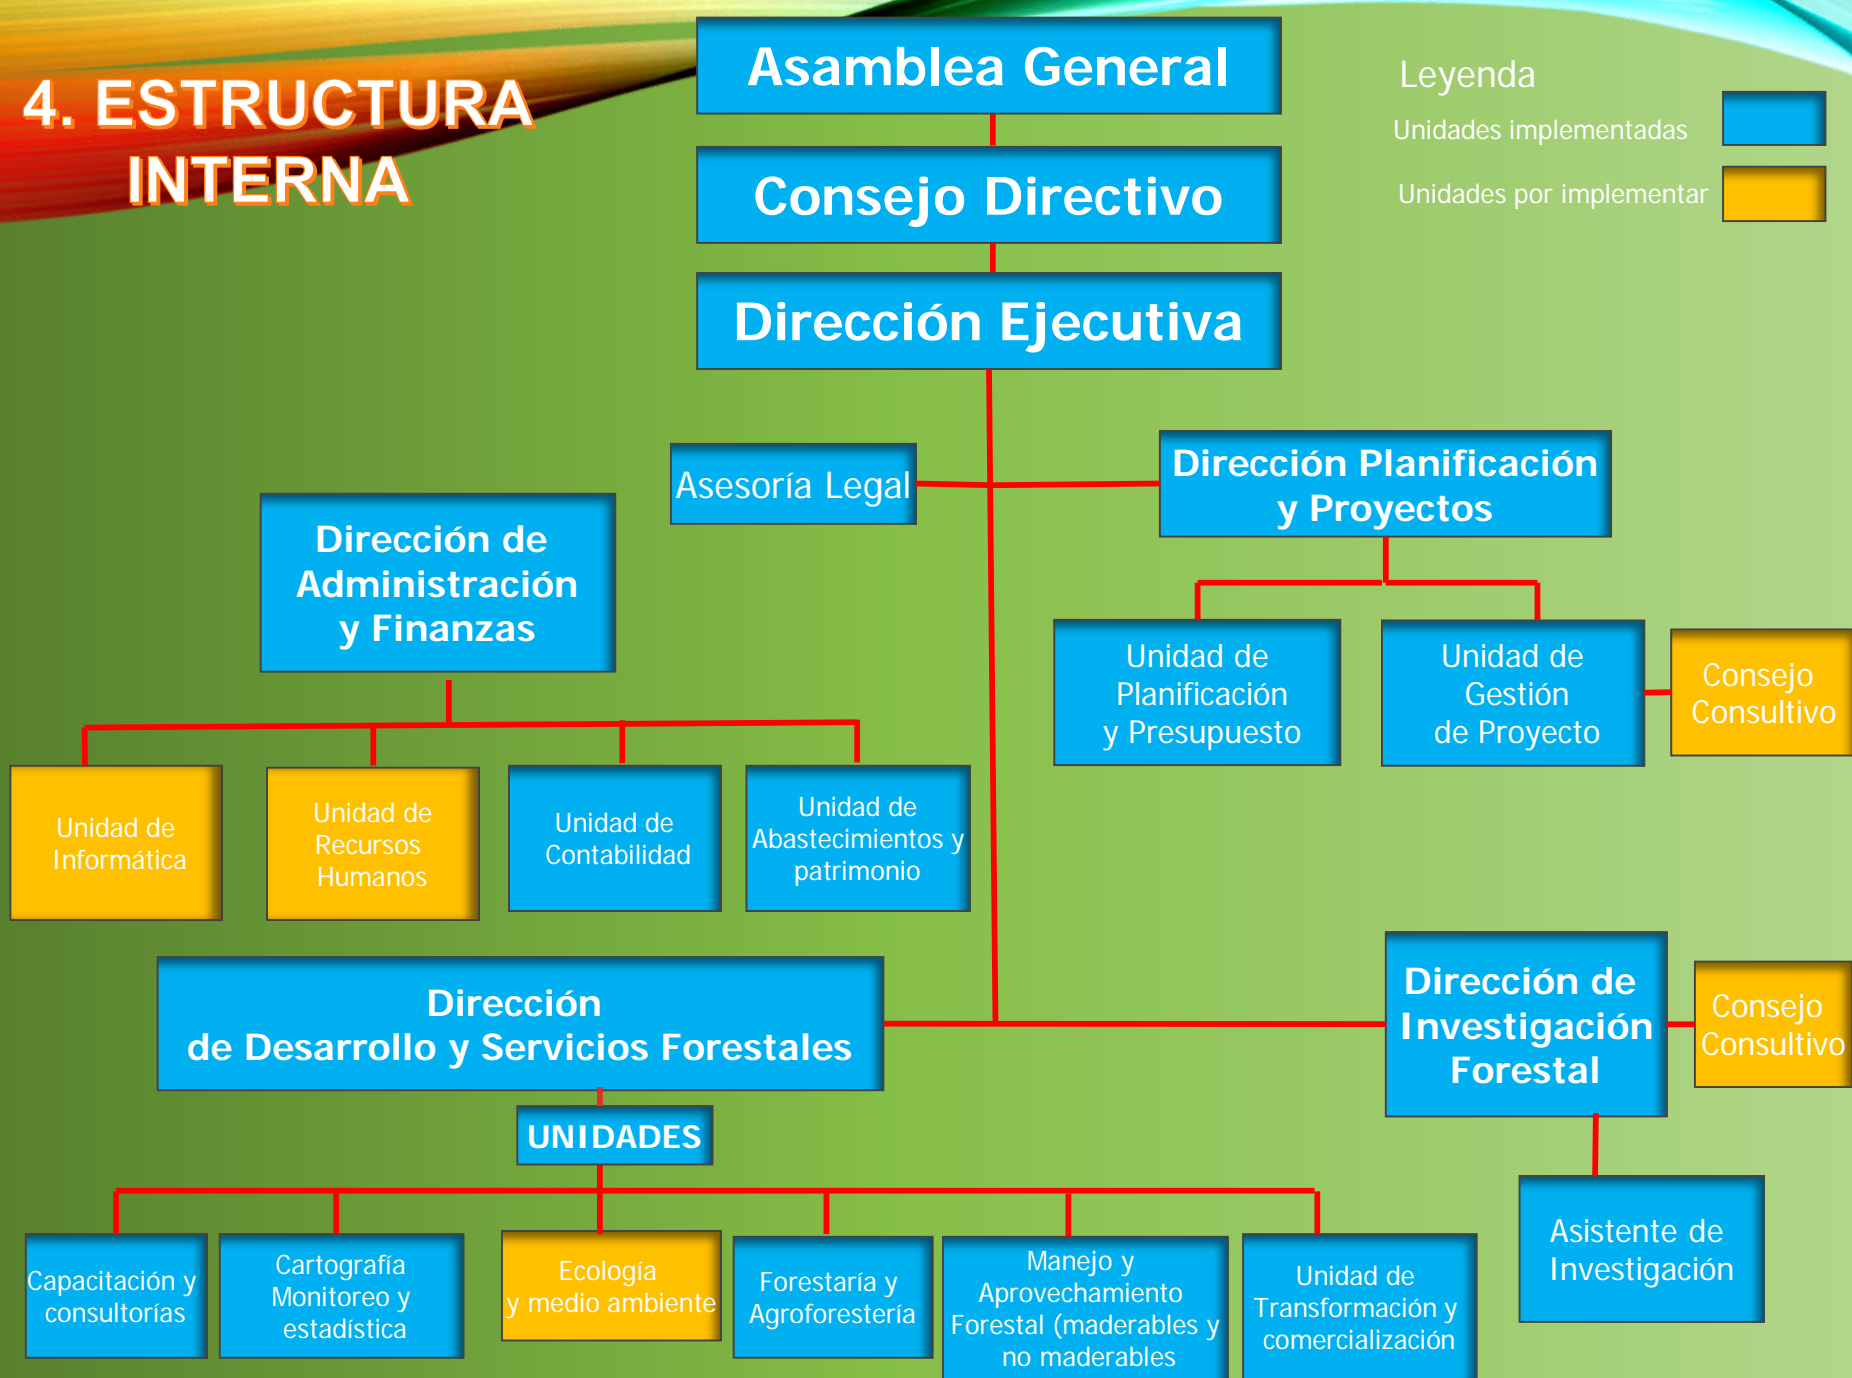 4. ESTRUCTURA
INTERNA
Asamblea General
Consejo Directivo
Dirección Ejecutiva
Leyenda
Unidades implementadas
Unidades por implementar
Asesoría Legal
Dirección Planificación
y Proyectos
Dirección de
Administración
y Finanzas
Unidad de
Planificación
y Presupuesto
Unidad de
Gestión
de Proyecto
Consejo
Consultivo
Unidad de
Informática
Unidad de
Recursos
Humanos
Unidad de
Contabilidad
Unidad de
Abastecimientos y
patrimonio
Dirección
de Desarrollo y Servicios Forestales
Dirección de
Investigación
Forestal
Consejo
Consultivo
UNIDADES
Capacitación y
consultorías
Cartografía
Monitoreo y
estadística
Ecología
y medio ambiente
Forestaría y
Agroforestería
Manejo y
Aprovechamiento
Forestal (maderables y
no maderables
Unidad de
Transformación y
comercialización
Asistente de
Investigación